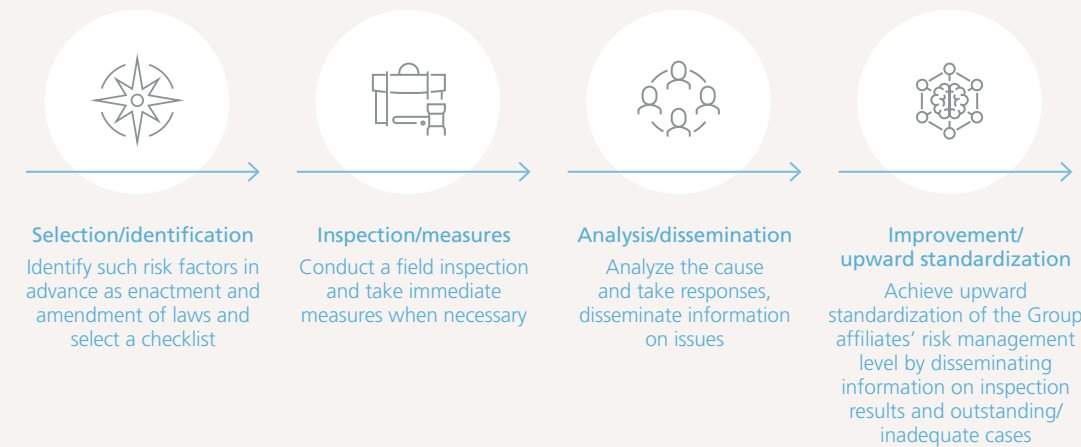 Selection/identification
Identify such risk factors in
advance as enactment and
amendment of laws and
select a checklist
Inspection/measures
Conduct a field inspection
and take immediate
measures when necessary
Analysis/dissemination
Analyze the cause
and take responses,
disseminate information
on issues
Improvement/
upward standardization
Achieve upward
standardization of the Group
affiliates’ risk management
level by disseminating
information on inspection
results and outstanding/
inadequate cases